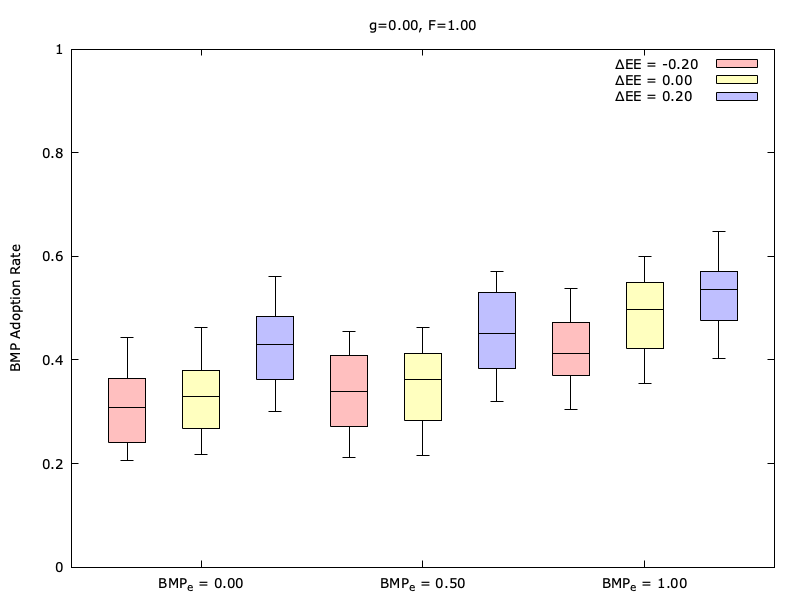 g=0.00, F=1.00
ΔEE = -0.20
ΔEE = 0.00
ΔEE = 0.20
BMP Adoption Rate
1
0.8
0.6
0.4
0.2
0
BMPe = 0.00
BMPe = 0.50
BMPe = 1.00